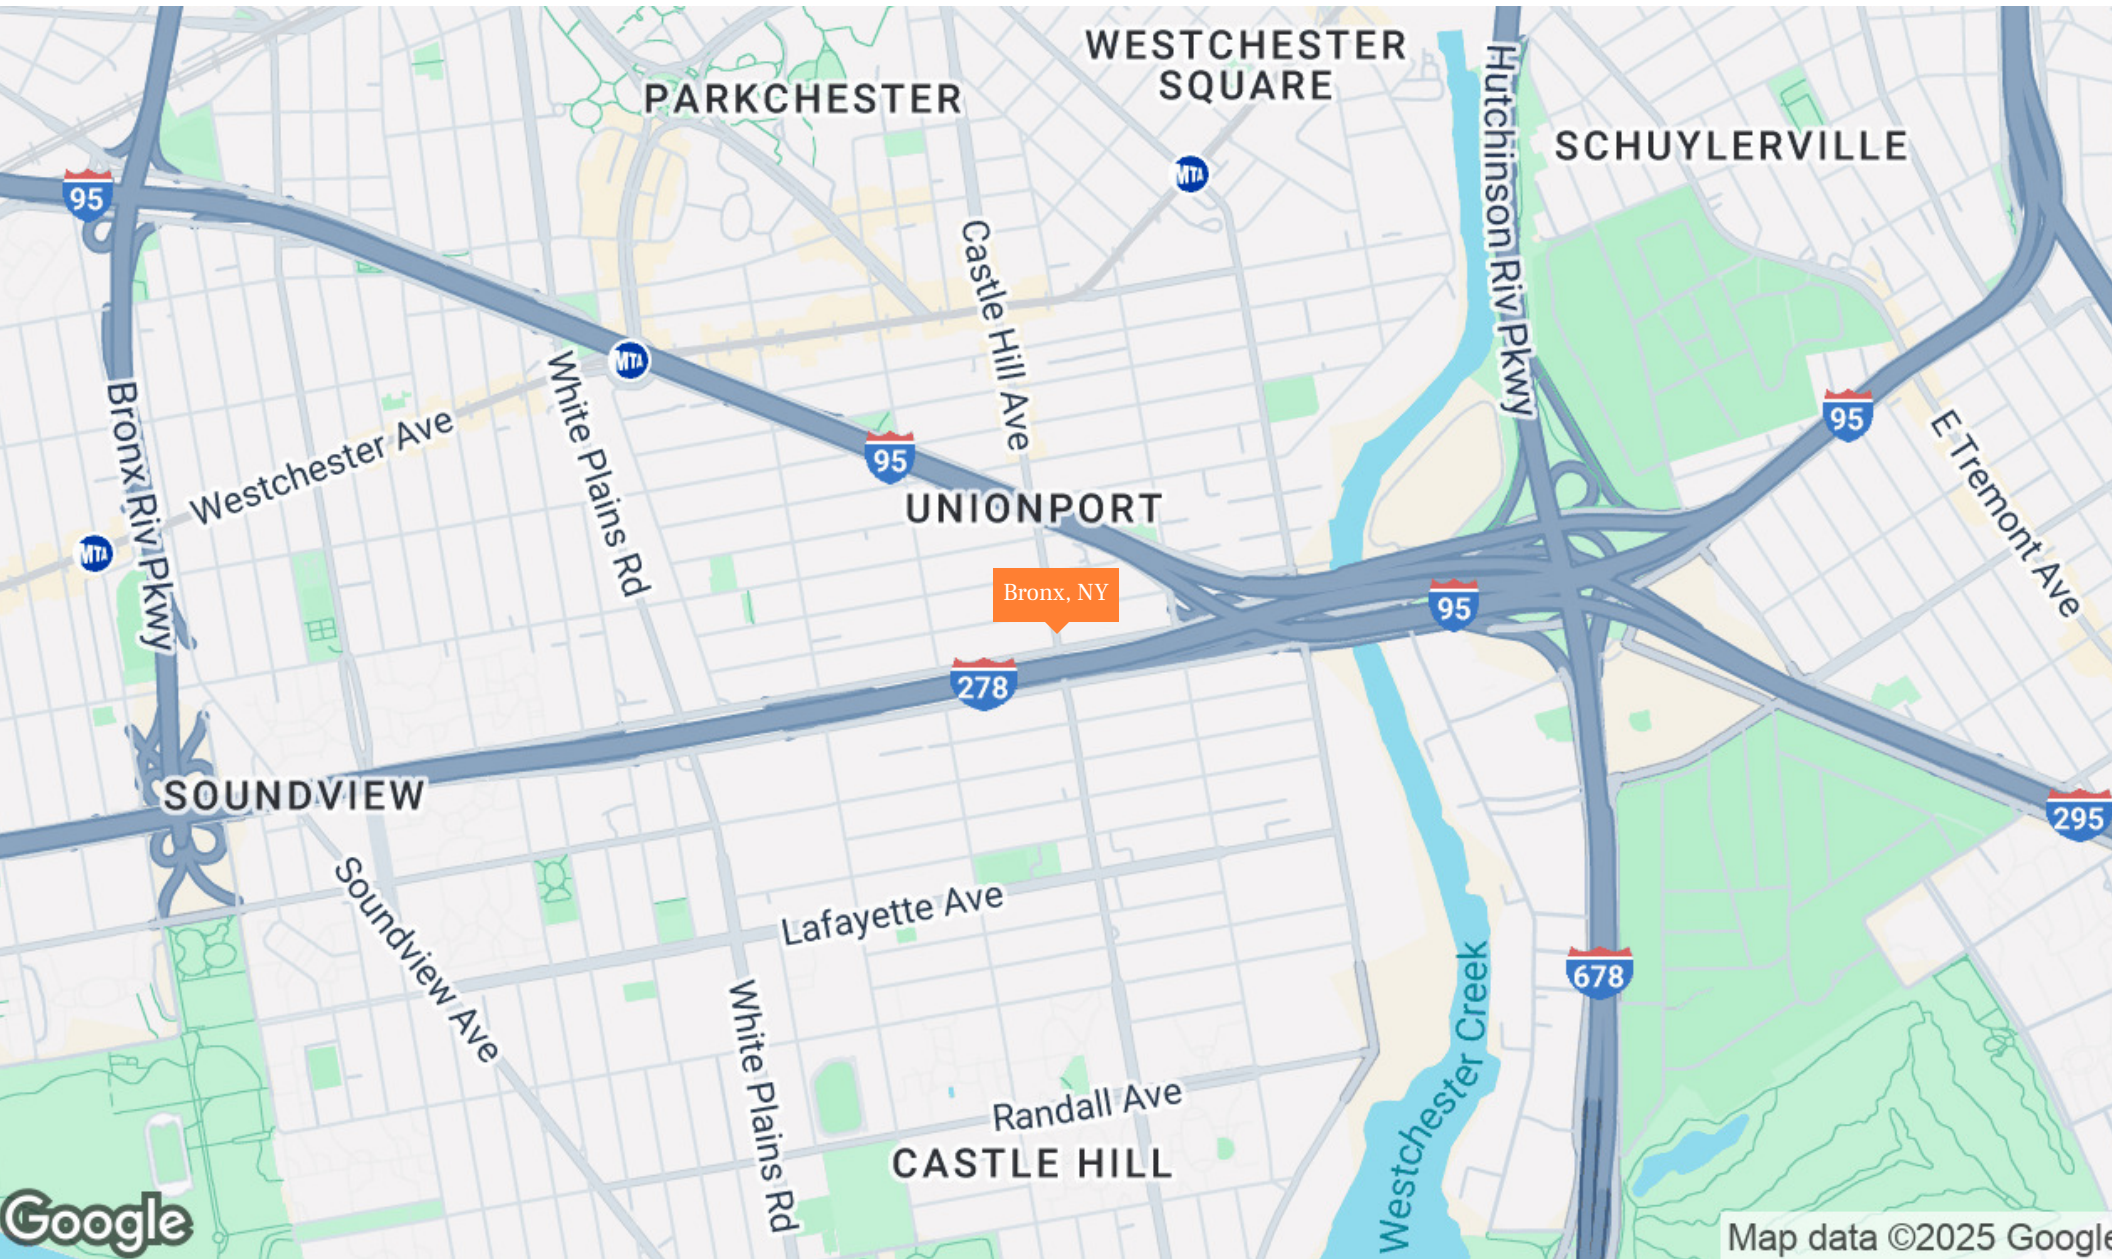 WESTCHESTER
SQUARE
PARKCHESTER
Hutchinson Riv Pkwy
SCHUYLERVILLE
MTA
95
Castle Hill Ave
MTA
White Plains Rd
Bronx Riv Pkwy
Westchester Ave
95
95
E Tremont Ave
UNIONPORT
MTA
Bronx, NY
95
278
SOUNDVIEW
295
Soundview Ave
Lafayette Ave
678
Westchester Creek
White Plains Rd
Randall Ave
CASTLE HILL
Google
Map data ©2025 Google